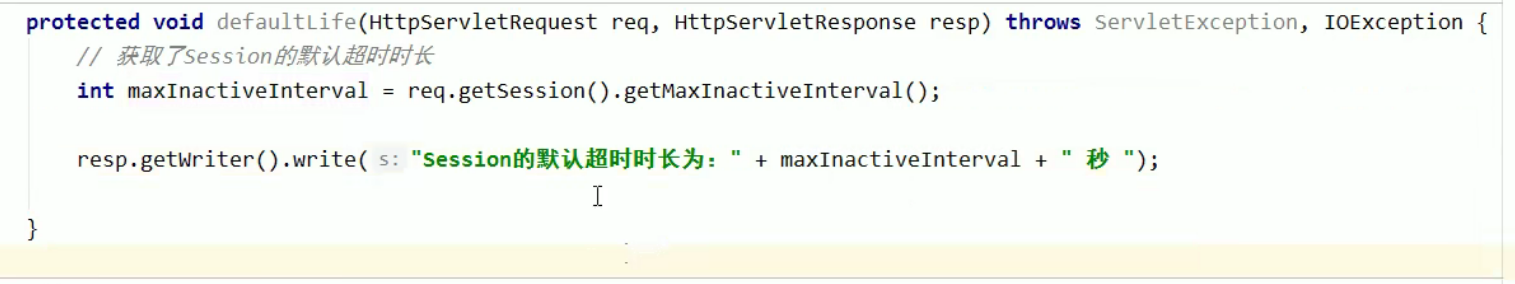 protected void defaultLife(HttpServletRequest req, HttpServletResponse resp) throws ServletException, IOException {
// 获取了Session的默认超时时长
int maxInactiveInterval = req.getSession().getMaxInactiveInterval();
resp.getWriter().write( s: "Session的默认超时时长为：" + maxInactiveInterval + " 秒 ");
}